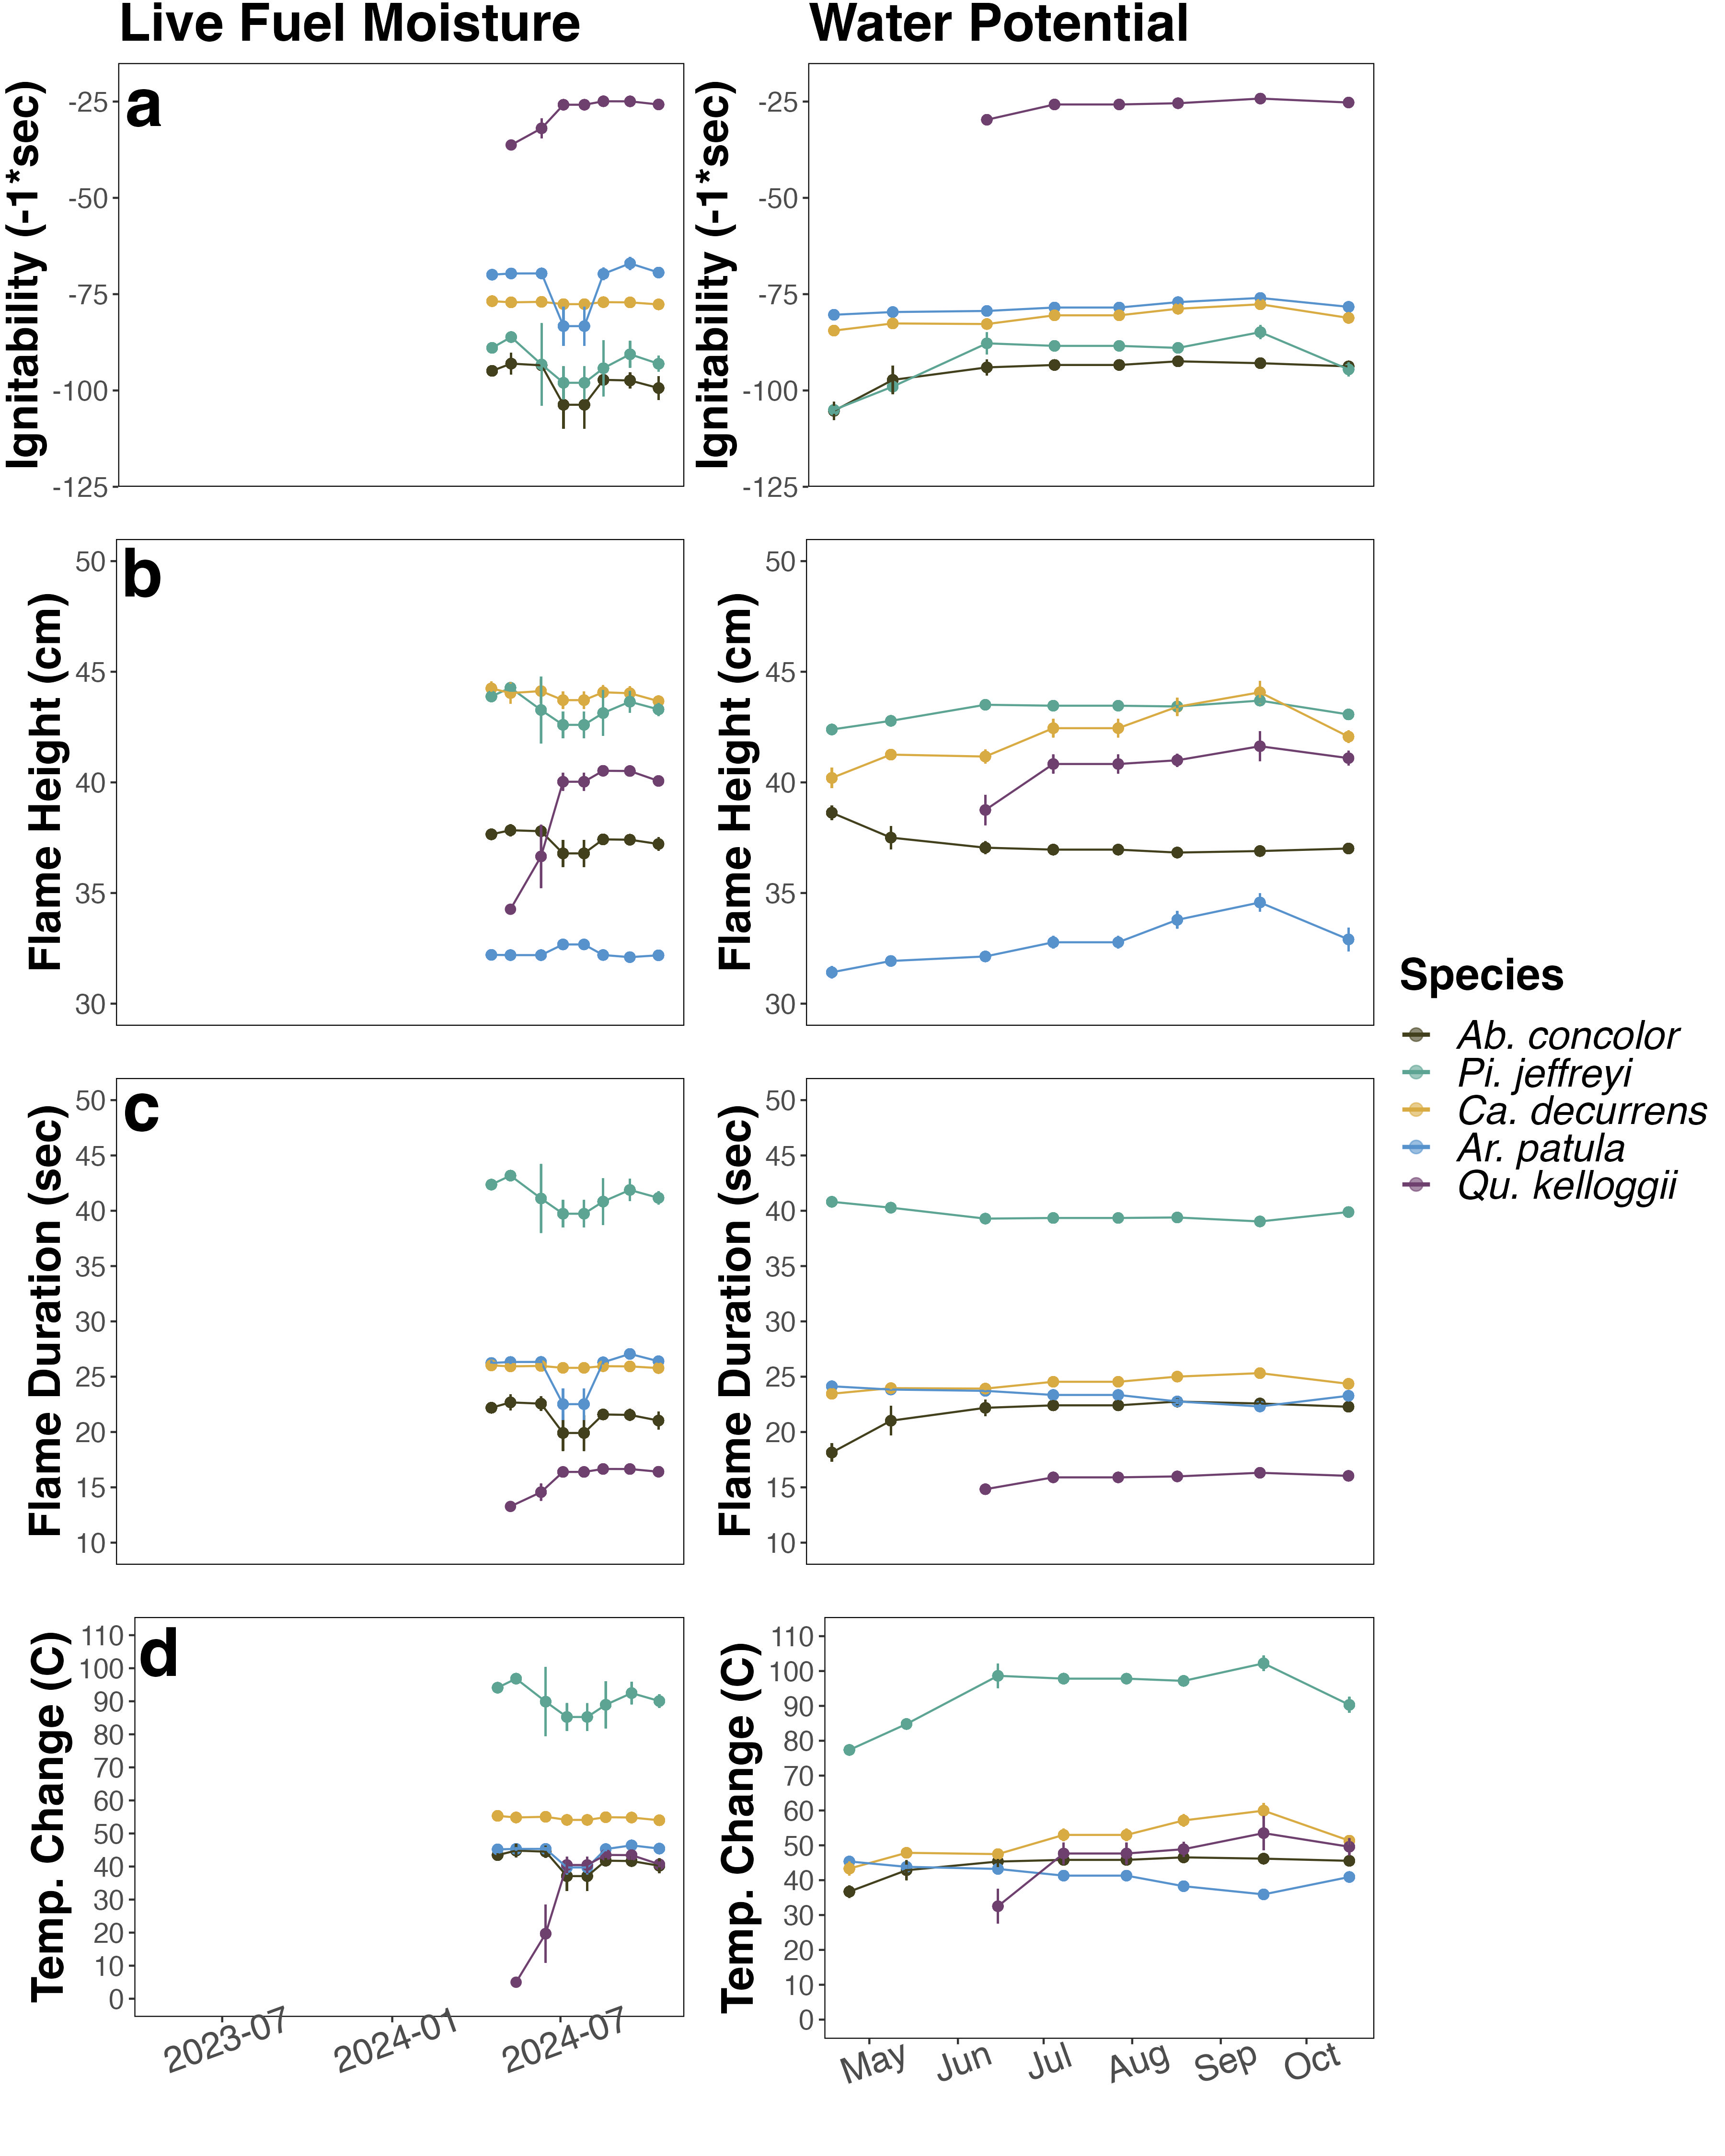 Live Fuel Moisture
Water Potential
a
Ignitability (-1*sec)
-25
-50
-75
-100
-125
Ignitability (-1*sec)
-25
-50
-75
-100
-125
b
Flame Height (cm)
50
45
40
35
30
Flame Height (cm)
50
45
40
35
30
Species
Ab. concolor
Pi. jeffreyi
Ca. decurrens
Ar. patula
Qu. kelloggii
c
Flame Duration (sec)
50
45
40
35
30
25
20
15
10
Flame Duration (sec)
50
45
40
35
30
25
20
15
10
d
Temp. Change (C)
110
100
90
80
70
60
50
40
30
20
10
0
2023-07
2024-01
2024-07
Temp. Change (C)
110
100
90
80
70
60
50
40
30
20
10
0
May
Jun
Jul
Aug
Sep
Oct